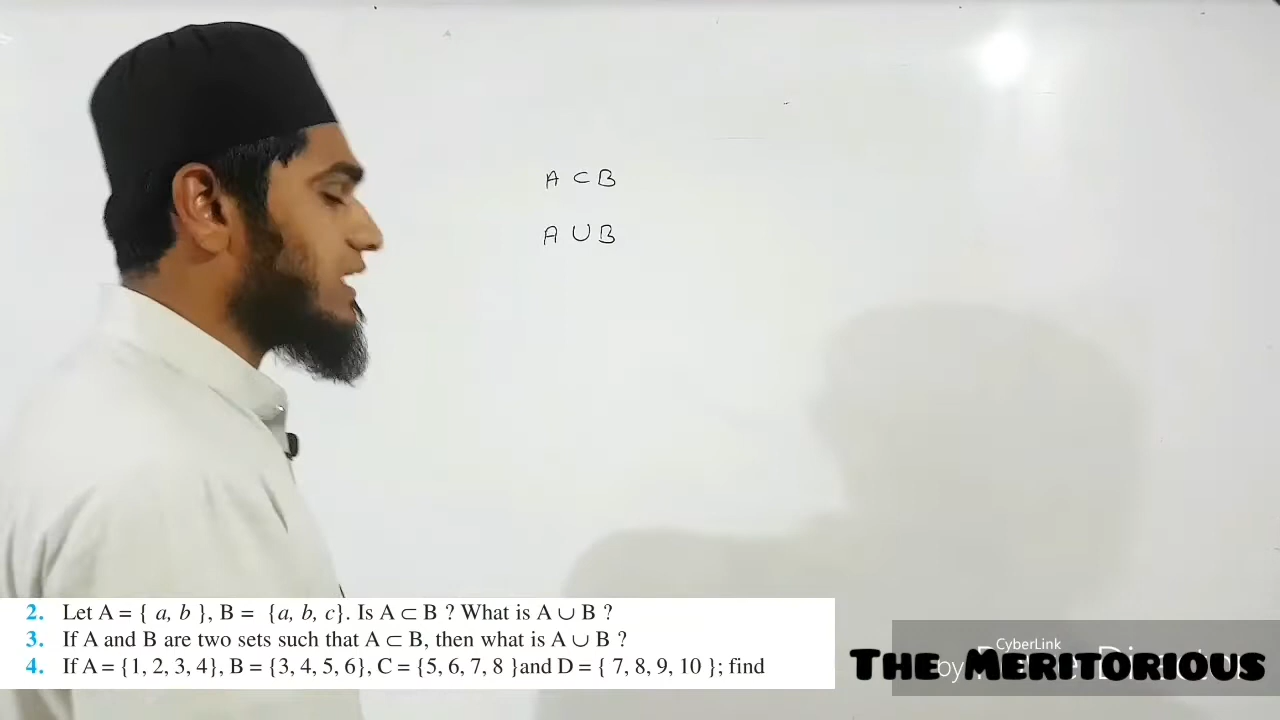 A ⊂ B
A ∪ B
2. Let A = { a, b }, B = {a, b, c}. Is A ⊂ B ? What is A ∪ B ?
3. If A and B are two sets such that A ⊂ B, then what is A ∪ B ?
4. If A = {1, 2, 3, 4}, B = {3, 4, 5, 6}, C = {5, 6, 7, 8 }and D = { 7, 8, 9, 10 }; find
CyberLink
by
THE MERITORIOUS